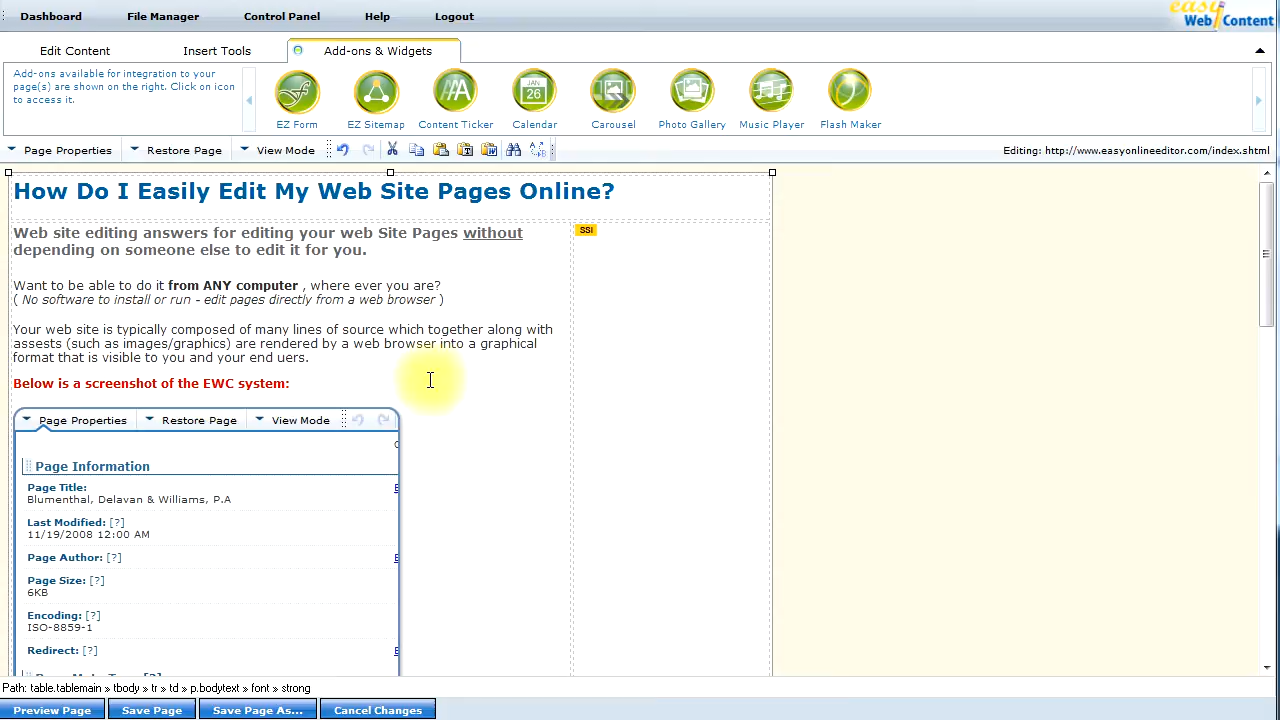 Dashboard File Manager Control Panel Help Logout
easy
Web Content
Edit Content Insert Tools Add-ons & Widgets
Add-ons available for integration to your
page(s) are shown on the right. Click on icon
to access it.
JAN
26
EZ Form EZ Sitemap Content Ticker Calendar Carousel Photo Gallery Music Player Flash Maker
Page Properties Restore Page View Mode Editing: http://www.easyonlineeditor.com/index.shtml
How Do I Easily Edit My Web Site Pages Online?
Web site editing answers for editing your web Site Pages without
depending on someone else to edit it for you.
SSI
Want to be able to do it from ANY computer , where ever you are?
( No software to install or run - edit pages directly from a web browser )
Your web site is typically composed of many lines of source which together along with
assests (such as images/graphics) are rendered by a web browser into a graphical
format that is visible to you and your end uers.
Below is a screenshot of the EWC system:
Page Properties Restore Page View Mode
Page Information
Page Title:
Blumenthal, Delavan & Williams, P.A
Last Modified: [?]
11/19/2008 12:00 AM
Page Author: [?]
Page Size: [?]
6KB
Encoding: [?]
ISO-8859-1
Redirect: [?]
Path: table.tablemain » tbody » tr » td » p.bodytext » font » strong
Preview Page Save Page Save Page As... Cancel Changes